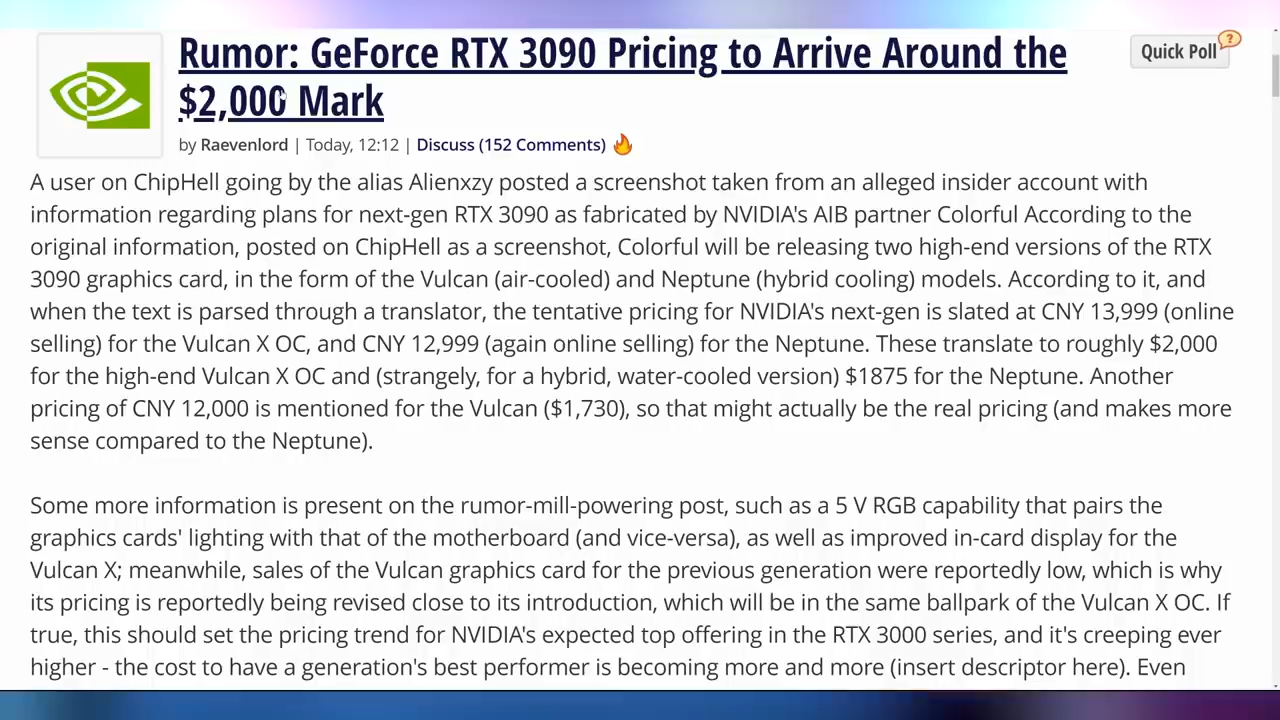 Rumor: GeForce RTX 3090 Pricing to Arrive Around the
$2,000 Mark
Quick Poll
?
by Raevenlord | Today, 12:12 | Discuss (152 Comments)
A user on ChipHell going by the alias Alienxzy posted a screenshot taken from an alleged insider account with
information regarding plans for next-gen RTX 3090 as fabricated by NVIDIA's AIB partner Colorful According to the
original information, posted on ChipHell as a screenshot, Colorful will be releasing two high-end versions of the RTX
3090 graphics card, in the form of the Vulcan (air-cooled) and Neptune (hybrid cooling) models. According to it, and
when the text is parsed through a translator, the tentative pricing for NVIDIA's next-gen is slated at CNY 13,999 (online
selling) for the Vulcan X OC, and CNY 12,999 (again online selling) for the Neptune. These translate to roughly $2,000
for the high-end Vulcan X OC and (strangely, for a hybrid, water-cooled version) $1875 for the Neptune. Another
pricing of CNY 12,000 is mentioned for the Vulcan ($1,730), so that might actually be the real pricing (and makes more
sense compared to the Neptune).
Some more information is present on the rumor-mill-powering post, such as a 5 V RGB capability that pairs the
graphics cards' lighting with that of the motherboard (and vice-versa), as well as improved in-card display for the
Vulcan X; meanwhile, sales of the Vulcan graphics card for the previous generation were reportedly low, which is why
its pricing is reportedly being revised close to its introduction, which will be in the same ballpark of the Vulcan X OC. If
true, this should set the pricing trend for NVIDIA's expected top offering in the RTX 3000 series, and it's creeping ever
higher - the cost to have a generation's best performer is becoming more and more (insert descriptor here). Even